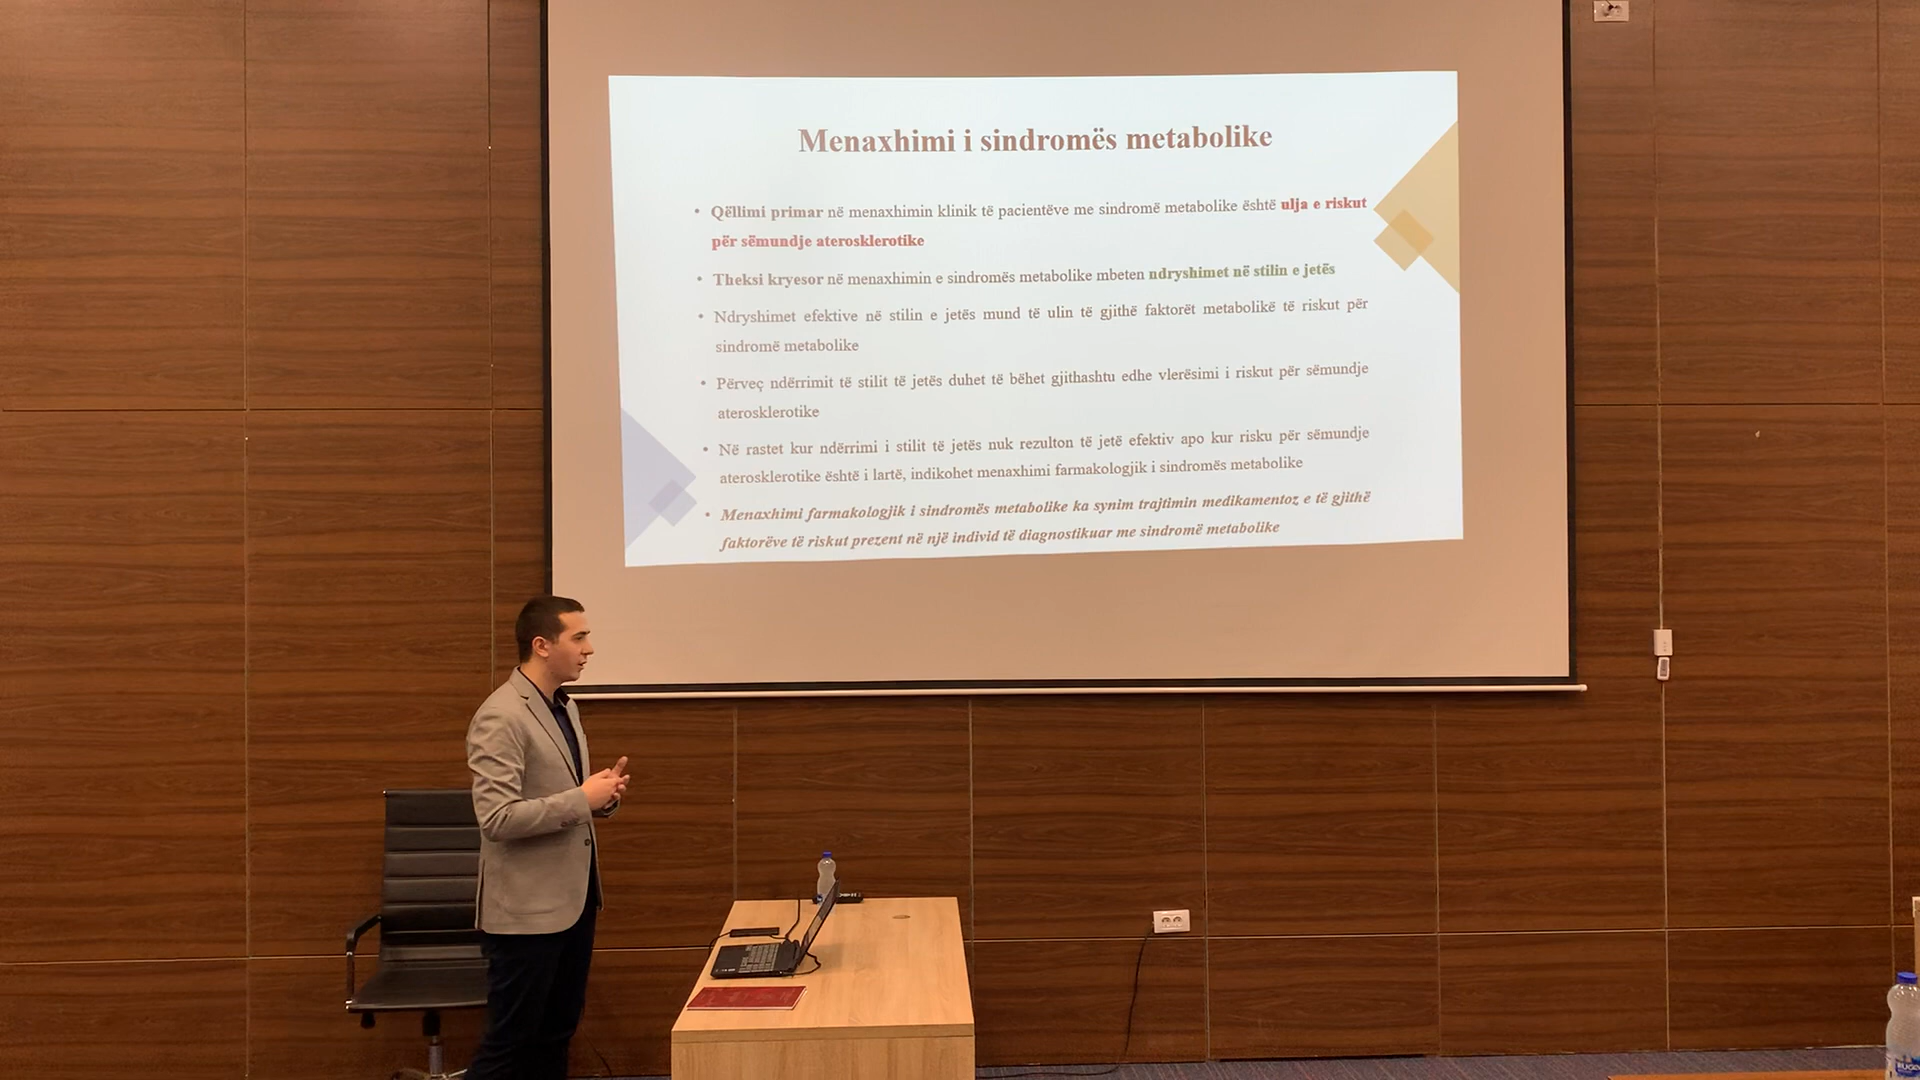 Menaxhimi i sindromës metabolike
• Qëllimi primar në menaxhimin klinik të pacientëve me sindromë metabolike është ulja e riskut
për sëmundje aterosklerotike
• Theksi kryesor në menaxhimin e sindromës metabolike mbeten ndryshimet në stilin e jetës
• Ndryshimet efektive në stilin e jetës mund të ulin të gjithë faktorët metabolikë të riskut për
sindromë metabolike
• Përveç ndërrimit të stilit të jetës duhet të bëhet gjithashtu edhe vlerësimi i riskut për sëmundje
aterosklerotike
• Në rastet kur ndërrimi i stilit të jetës nuk rezulton të jetë efektiv apo kur risku për sëmundje
aterosklerotike është i lartë, indikohet menaxhimi farmakologjik i sindromës metabolike
• Menaxhimi farmakologjik i sindromës metabolike ka synim trajtimin medikamentoz e të gjithë
faktorëve të riskut prezent në një individ të diagnostikuar me sindromë metabolike